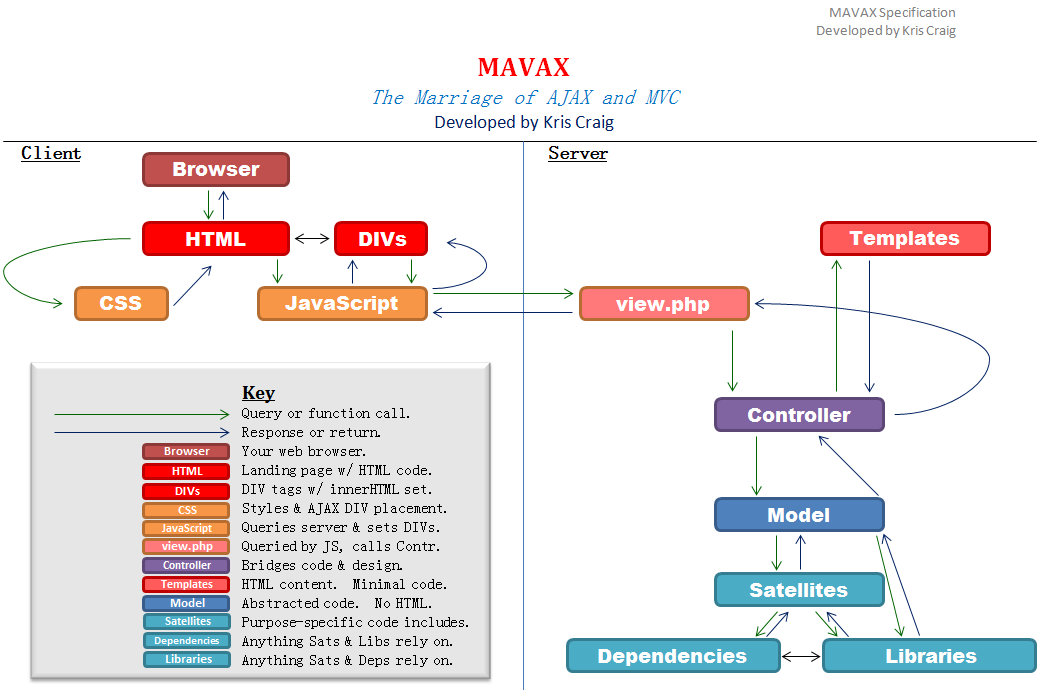 MAVAX Specification
Developed by Kris Craig
MAVAX
The Marriage of AJAX and MVC
Developed by Kris Craig
Client
Server
Browser
HTML
DIVs
Templates
CSS
JavaScript
view.php
Controller
Model
Satellites
Dependencies
Libraries
Key
Query or function call.
Response or return.
Browser Your web browser.
HTML Landing page w/ HTML code.
DIVs DIV tags w/ innerHTML set.
CSS Styles & AJAX DIV placement.
JavaScript Queries server & sets DIVs.
view.php Queried by JS, calls Contr.
Controller Bridges code & design.
Templates HTML content. Minimal code.
Model Abstracted code. No HTML.
Satellites Purpose-specific code includes.
Dependencies Anything Sats & Libs rely on.
Libraries Anything Sats & Deps rely on.